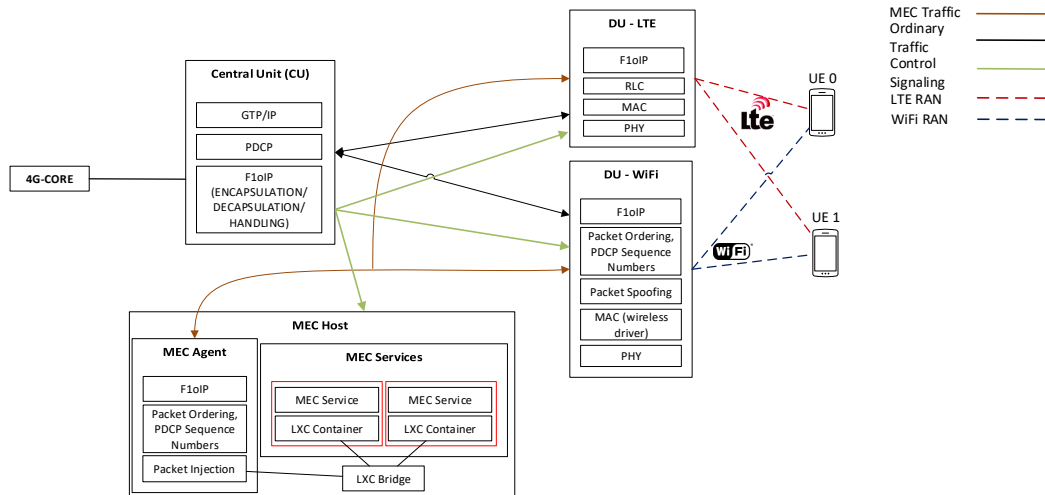 MEC Traffic
Ordinary
Traffic
Control
Signaling
LTE RAN
WiFi RAN
DU - LTE
F1oIP
RLC
MAC
PHY
Central Unit (CU)
GTP/IP
PDCP
F1oIP
(ENCAPSULATION/
DECAPSULATION/
HANDLING)
4G-CORE
Lte
UE 0
UE 1
WiFi
DU - WiFi
F1oIP
Packet Ordering,
PDCP Sequence
Numbers
Packet Spoofing
MAC (wireless
driver)
PHY
MEC Host
MEC Agent
F1oIP
Packet Ordering,
PDCP Sequence
Numbers
Packet Injection
MEC Services
MEC Service
LXC Container
MEC Service
LXC Container
LXC Bridge